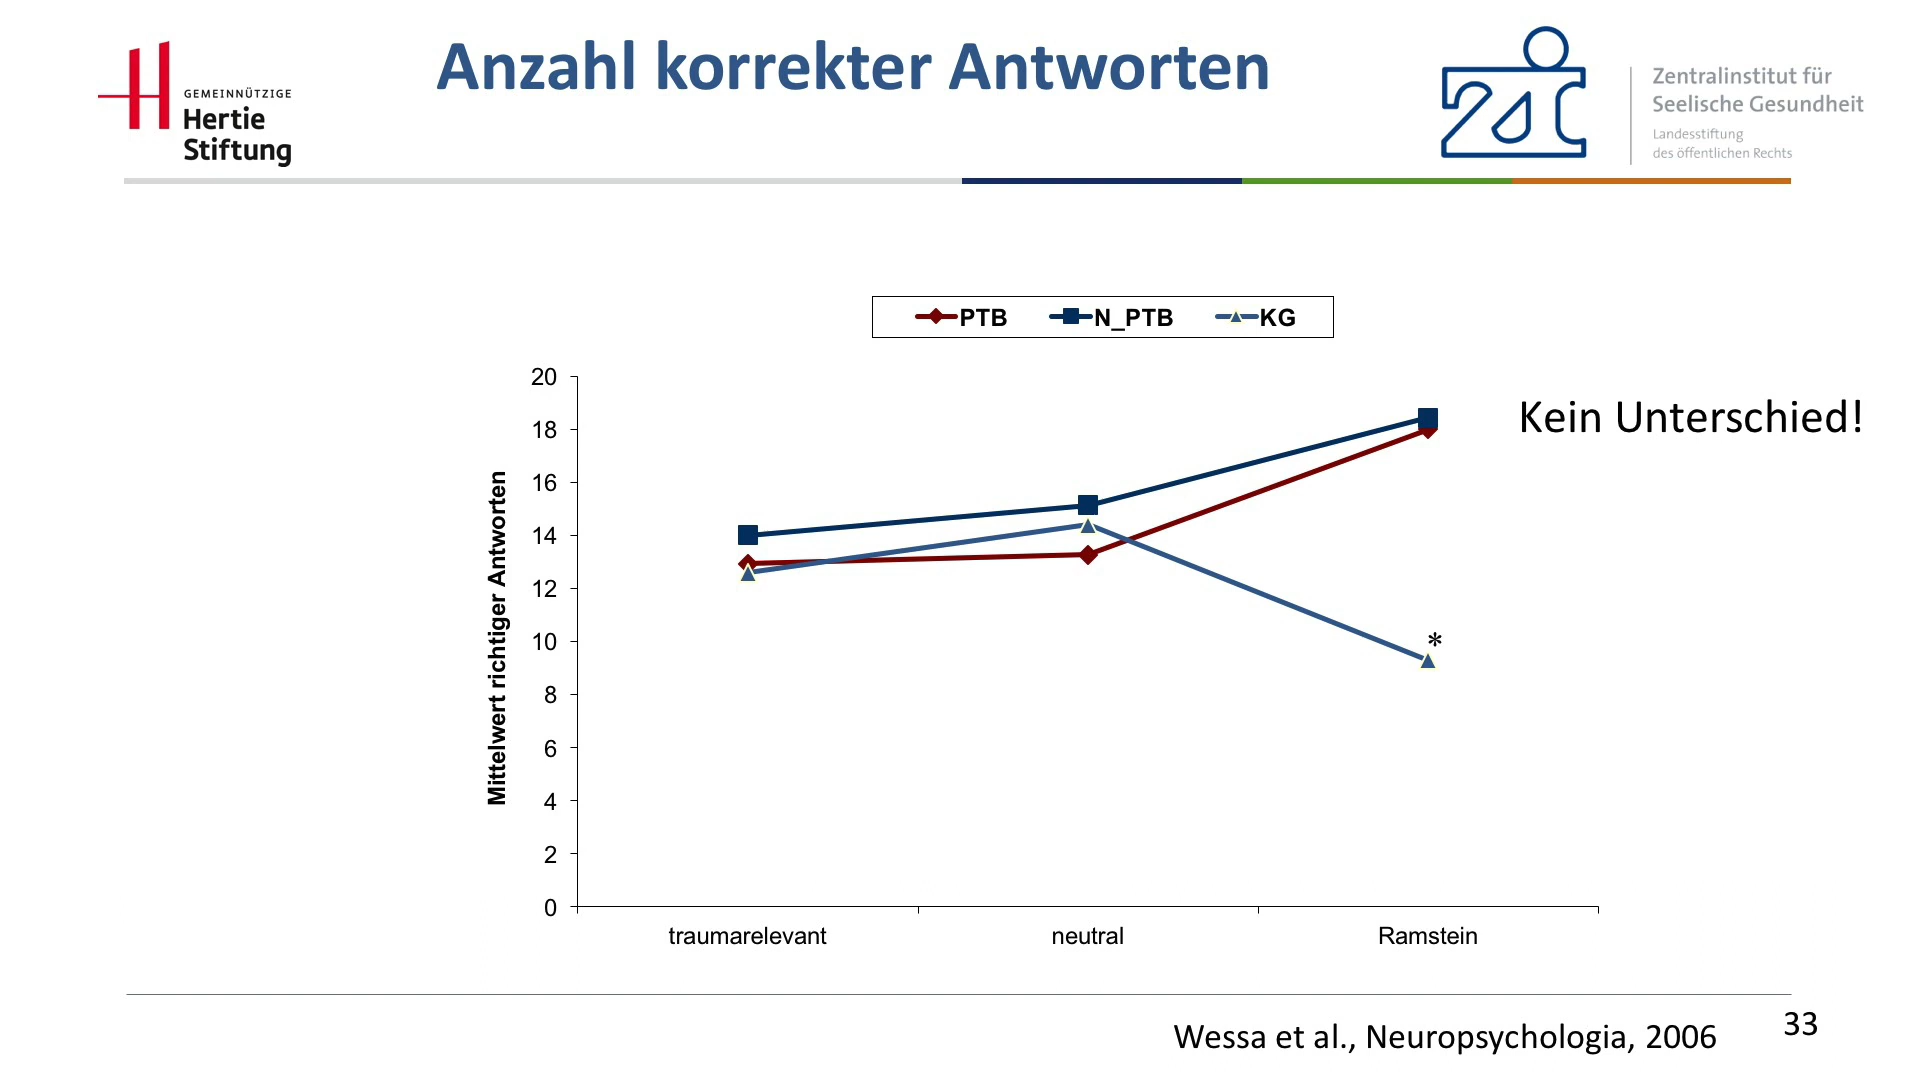 Anzahl korrekter Antworten
GEMEINNÜTZIGE
Hertie
Stiftung
Zentralinstitut für
Seelische Gesundheit
Landesstiftung
des öffentlichen Rechts
PTB N_PTB KG
Kein Unterschied!
Mittelwert richtiger Antworten
20
18
16
14
12
10
8
6
4
2
0
*
traumarelevant neutral Ramstein
Wessa et al., Neuropsychologia, 2006
33